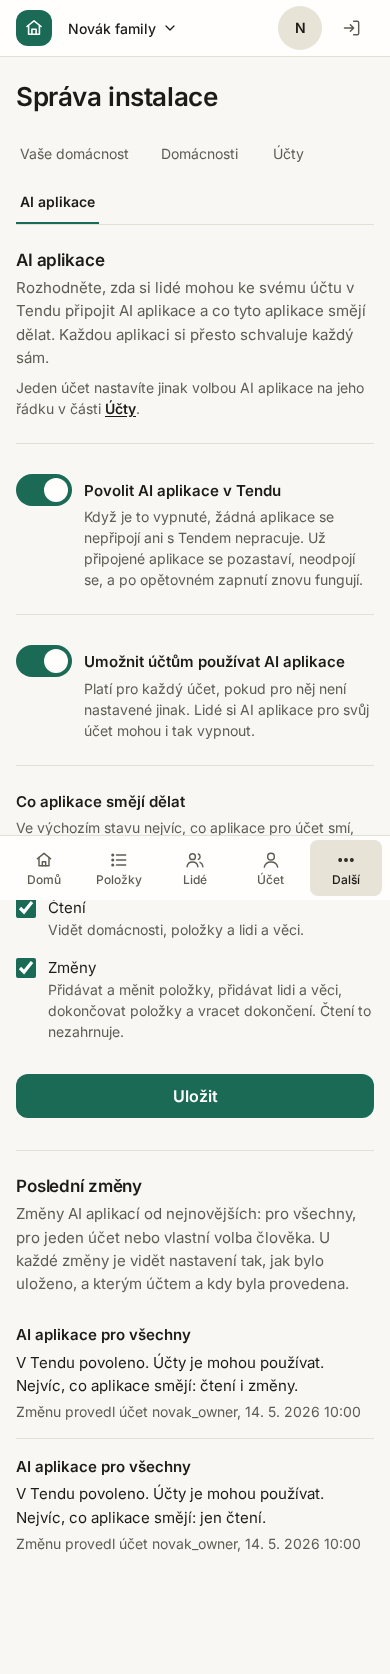 Novák family
N
Správa instalace
Vaše domácnost
Domácnosti
Účty
AI aplikace
AI aplikace
Rozhodněte, zda si lidé mohou ke svému účtu v
Tendu připojit AI aplikace a co tyto aplikace smějí
dělat. Každou aplikaci si přesto schvaluje každý
sám.
Jeden účet nastavíte jinak volbou AI aplikace na jeho
řádku v části Účty.
Povolit AI aplikace v Tendu
Když je to vypnuté, žádná aplikace se
nepřipojí ani s Tendem nepracuje. Už
připojené aplikace se pozastaví, neodpojí
se, a po opětovném zapnutí znovu fungují.
Umožnit účtům používat AI aplikace
Platí pro každý účet, pokud pro něj není
nastavené jinak. Lidé si AI aplikace pro svůj
účet mohou i tak vypnout.
Co aplikace smějí dělat
Ve výchozím stavu nejvíc, co aplikace pro účet smí,
Domů
Položky
Lidé
Účet
Další
Čtení
Vidět domácnosti, položky a lidi a věci.
Změny
Přidávat a měnit položky, přidávat lidi a věci,
dokončovat položky a vracet dokončení. Čtení to
nezahrnuje.
Uložit
Poslední změny
Změny AI aplikací od nejnovějších: pro všechny,
pro jeden účet nebo vlastní volba člověka. U
každé změny je vidět nastavení tak, jak bylo
uloženo, a kterým účtem a kdy byla provedena.
AI aplikace pro všechny
V Tendu povoleno. Účty je mohou používat.
Nejvíc, co aplikace smějí: čtení i změny.
Změnu provedl účet novak_owner, 14. 5. 2026 10:00
AI aplikace pro všechny
V Tendu povoleno. Účty je mohou používat.
Nejvíc, co aplikace smějí: jen čtení.
Změnu provedl účet novak_owner, 14. 5. 2026 10:00